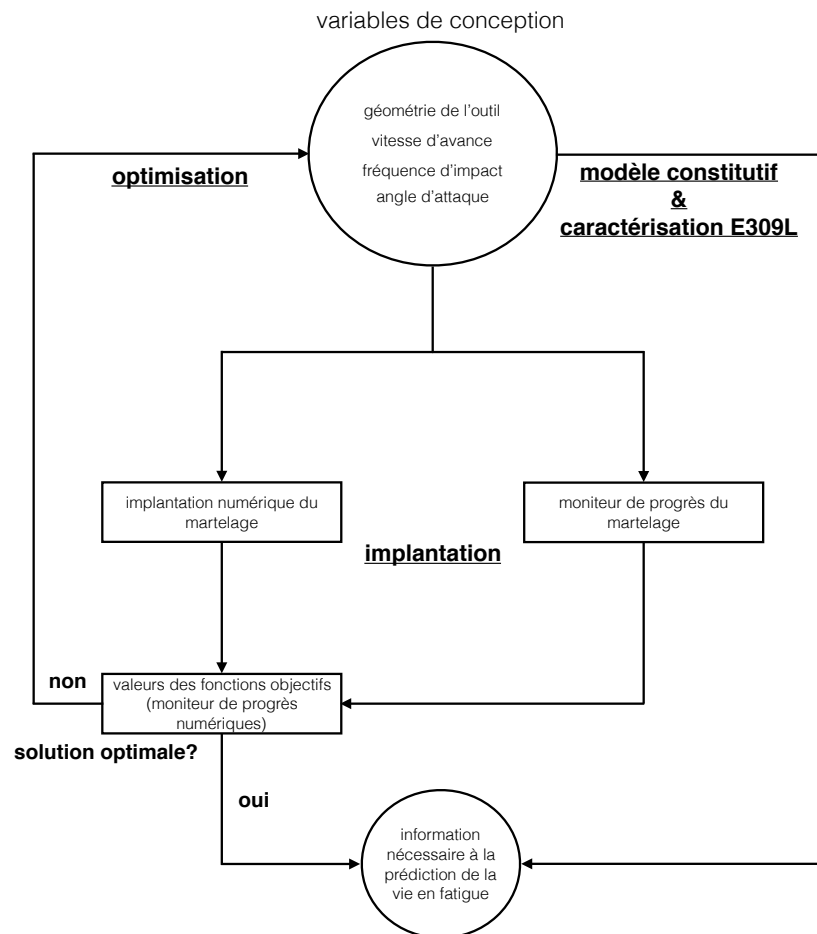 variables de conception
géométrie de l'outil
vitesse d'avance
fréquence d'impact
angle d'attaque
optimisation
modèle constitutif
&
caractérisation E309L
implantation numérique du
martelage
moniteur de progrès du
martelage
implantation
non
valeurs des fonctions objectifs
(moniteur de progrès
numériques)
solution optimale?
oui
information
nécessaire à la
prédiction de la
vie en fatigue